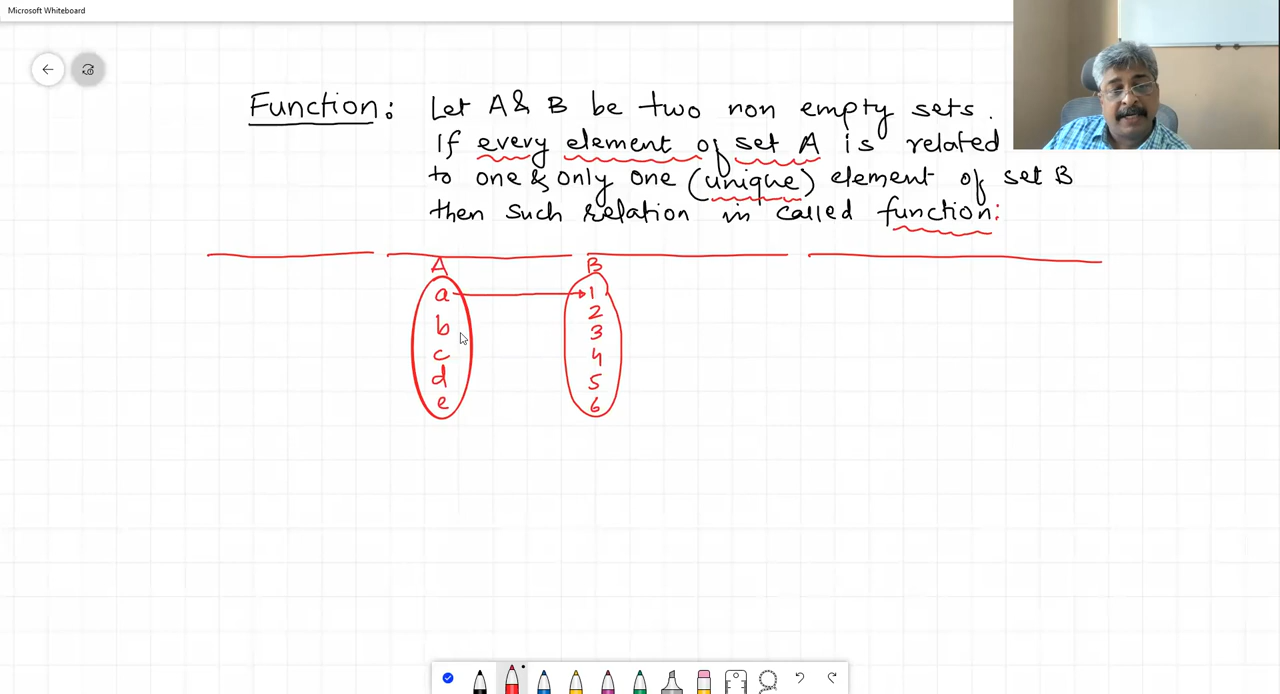 Microsoft Whiteboard
Function: Let A & B be two non empty sets.
If every element of set A is related
to one & only one (unique) element of set B
then such relation in called function:
A B
a 1
2
b 3
c 4
d 5
e 6